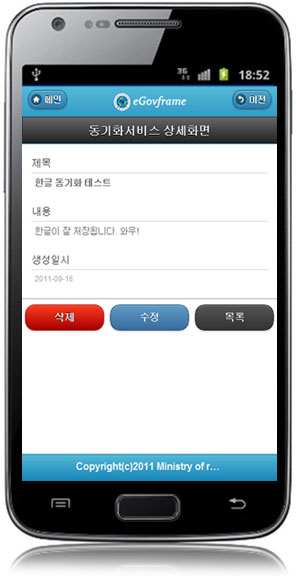 3G 18:52
메인 eGovframe 이전
동기화서비스 상세화면
제목
한글 동기화 테스트
내용
한글이 잘 저장됩니다. 와우!
생성일시
2011-09-15
삭제 수정 목록
Copyright(c)2011 Ministry of r...